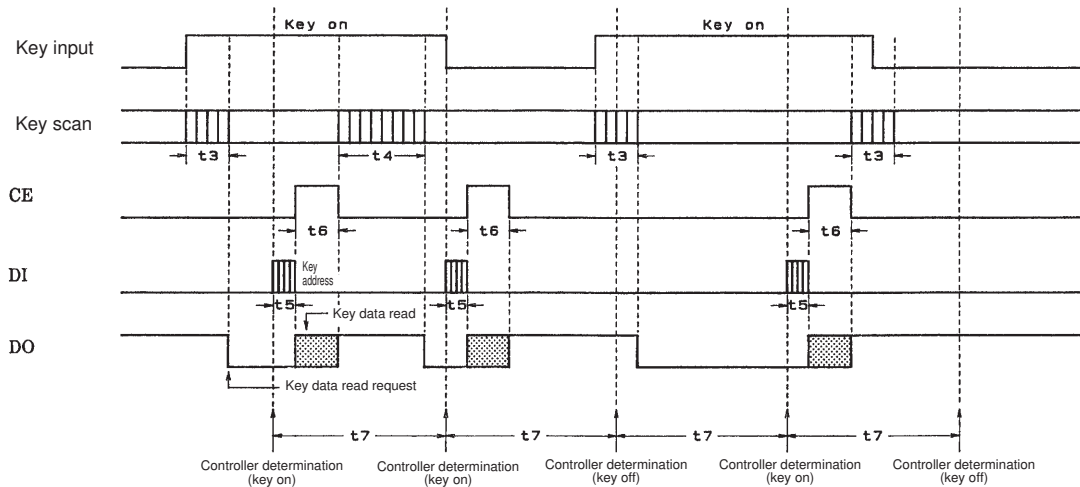 Key on Key on
Key input
Key scan
t3 t4 t3 t3
CE
t6 t6 t6
DI
Key
address
t5 t5 t5
Key data read
DO
Key data read request
t7 t7 t7 t7
Controller determination Controller determination Controller determination Controller determination Controller determination
(key on) (key on) (key off) (key on) (key off)